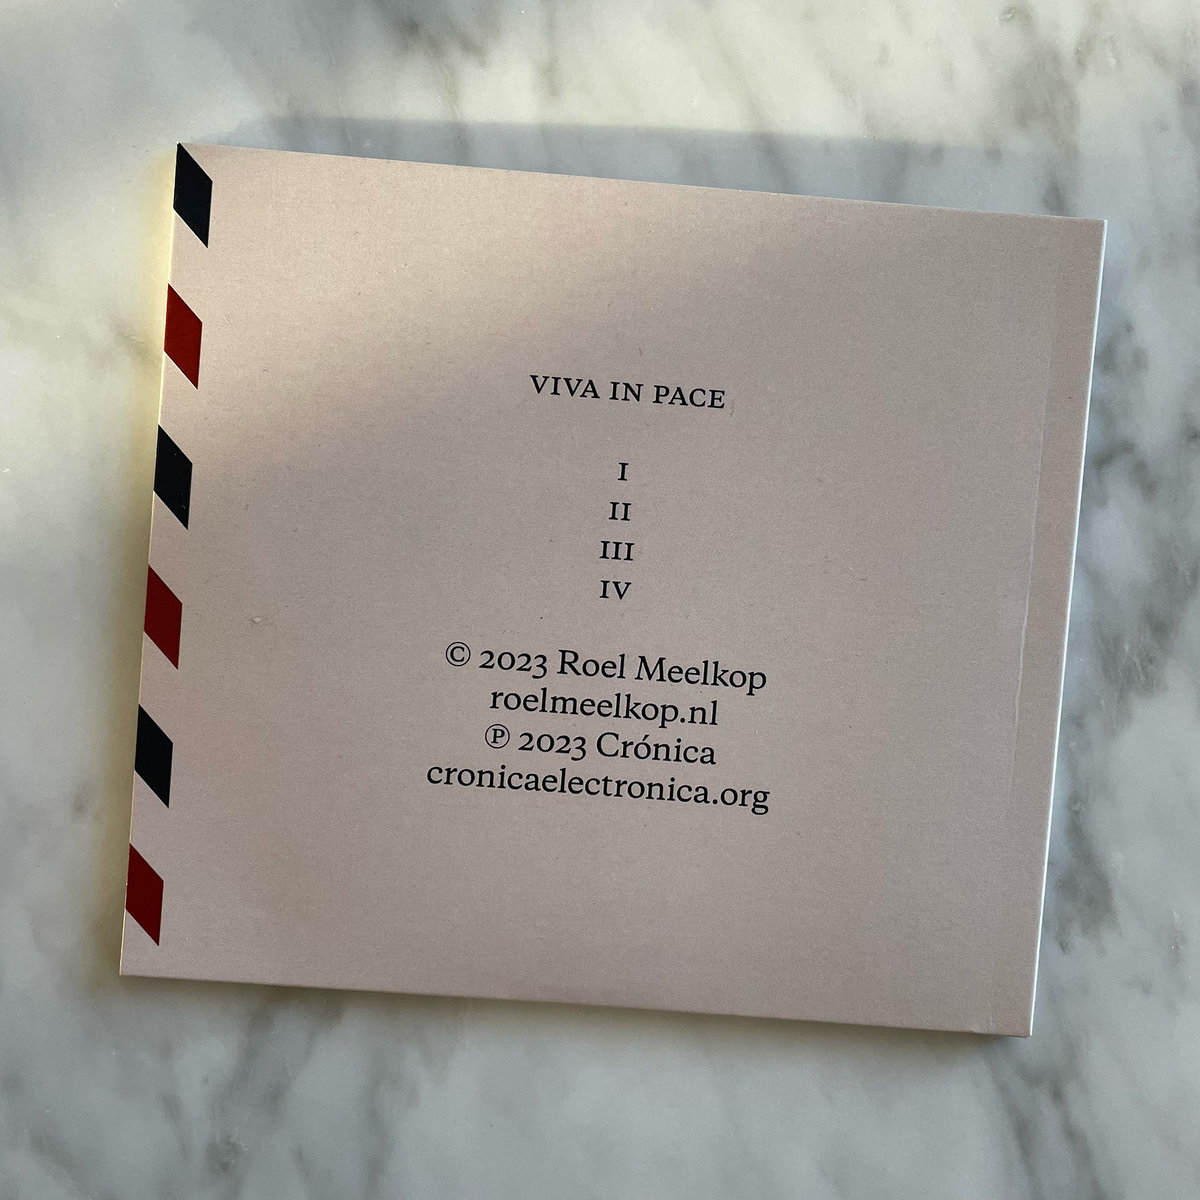 VIVA IN PACE
I
II
III
IV
© 2023 Roel Meelkop
roelmeelkop.nl
℗ 2023 Crónica
cronicaelectronica.org